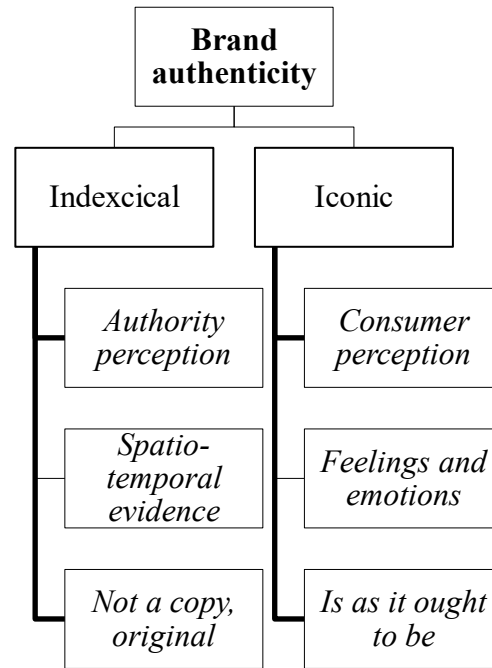 Brand
authenticity
Indexcical
Iconic
Authority
perception
Spatio-
temporal
evidence
Not a copy,
original
Consumer
perception
Feelings and
emotions
Is as it ought
to be